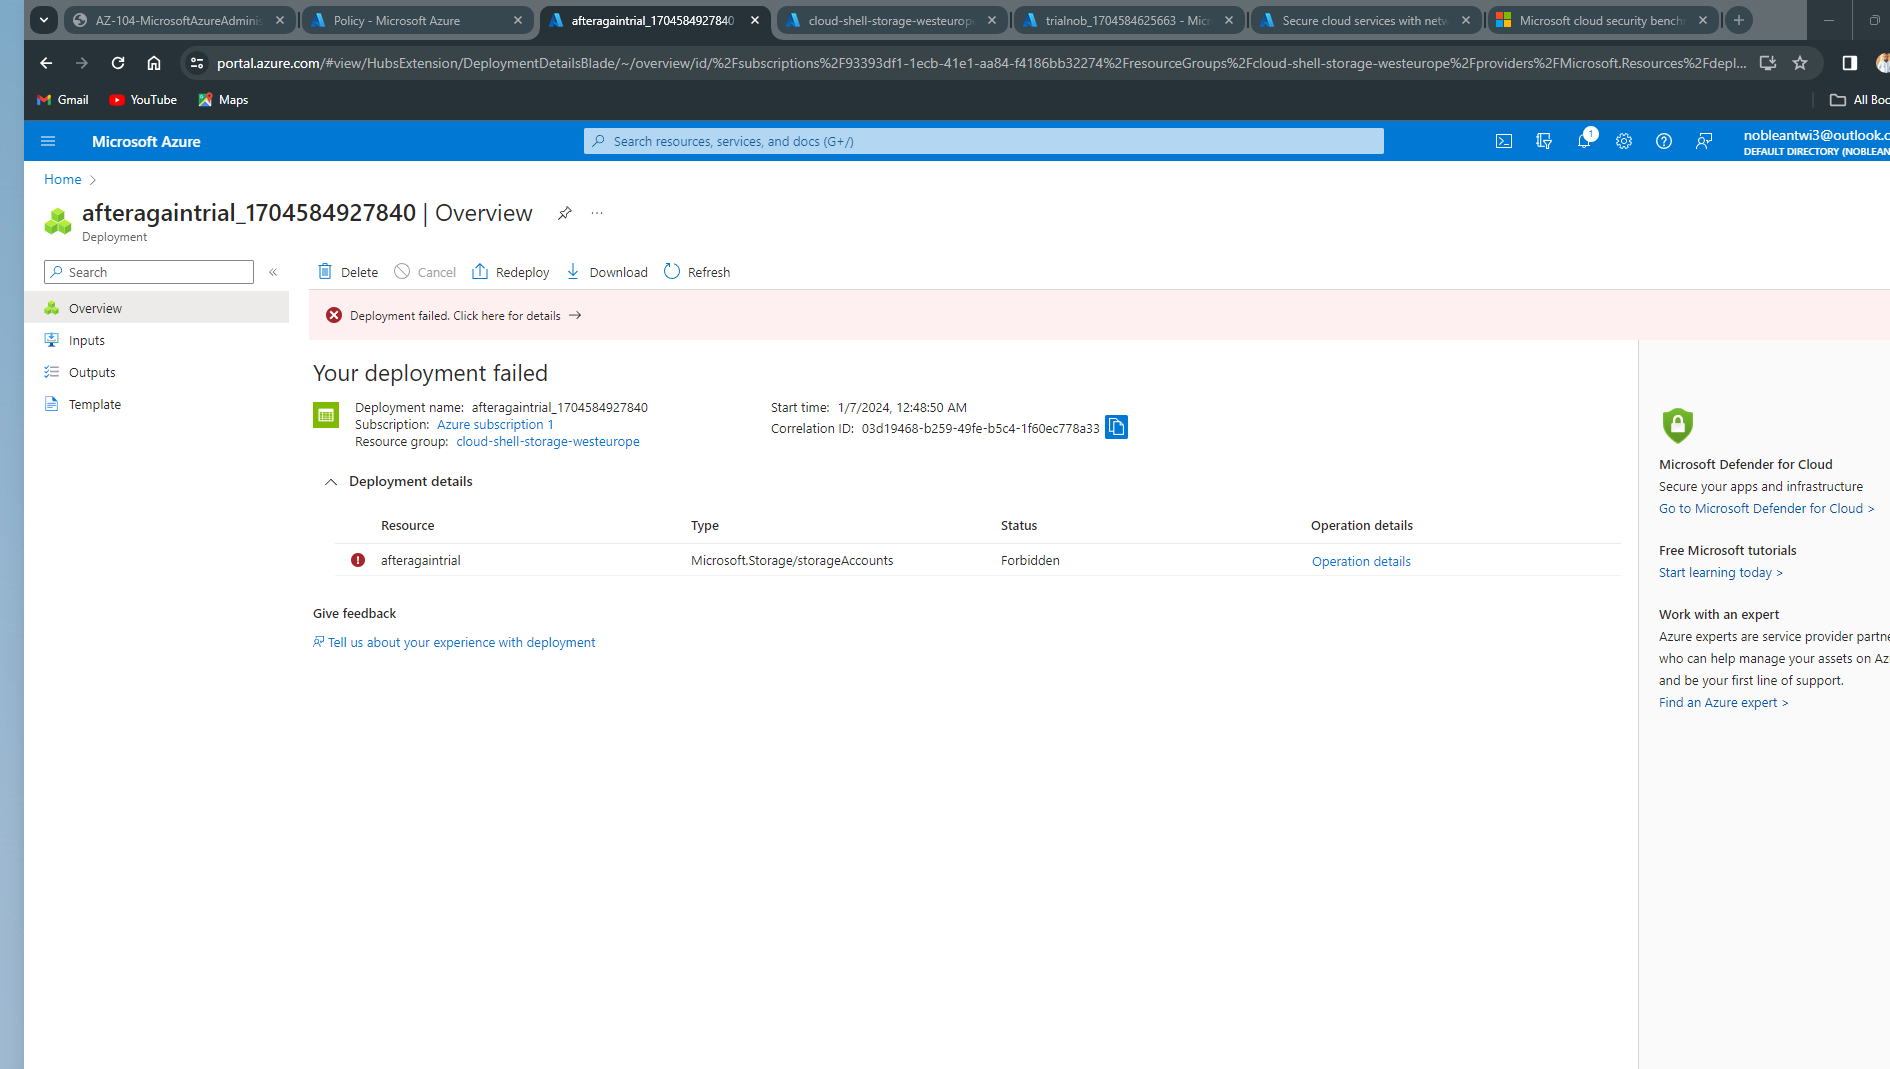 AZ-104-MicrosoftAzureAdminis
Policy - Microsoft Azure
afteragaintrial_1704584927840
cloud-shell-storage-westeurope
trialnob_1704584625663 - Micr
Secure cloud services with netw
Microsoft cloud security bench
portal.azure.com/#view/HubsExtension/DeploymentDetailsBlade/~/overview/id/%2Fsubscriptions%2F93393df1-1ecb-41e1-aa84-f4186bb32274%2FresourceGroups%2Fcloud-shell-storage-westeurope%2Fproviders%2FMicrosoft.Resources%2Fdepl...
Gmail
YouTube
Maps
All Boo
Microsoft Azure
Search resources, services, and docs (G+/)
1
nobleantwi3@outlook.c
DEFAULT DIRECTORY (NOBLEAN
Home
afteragaintrial_1704584927840 | Overview
...
Deployment
Search
«
Delete
Cancel
Redeploy
Download
Refresh
Overview
Inputs
Outputs
Template
Deployment failed. Click here for details →
Your deployment failed
Deployment name: afteragaintrial_1704584927840
Subscription: Azure subscription 1
Resource group: cloud-shell-storage-westeurope
Start time: 1/7/2024, 12:48:50 AM
Correlation ID: 03d19468-b259-49fe-b5c4-1f60ec778a33
Deployment details
Resource
Type
Status
Operation details
afteragaintrial
Microsoft.Storage/storageAccounts
Forbidden
Operation details
Give feedback
Tell us about your experience with deployment
Microsoft Defender for Cloud
Secure your apps and infrastructure
Go to Microsoft Defender for Cloud >
Free Microsoft tutorials
Start learning today >
Work with an expert
Azure experts are service provider partne
who can help manage your assets on Az
and be your first line of support.
Find an Azure expert >